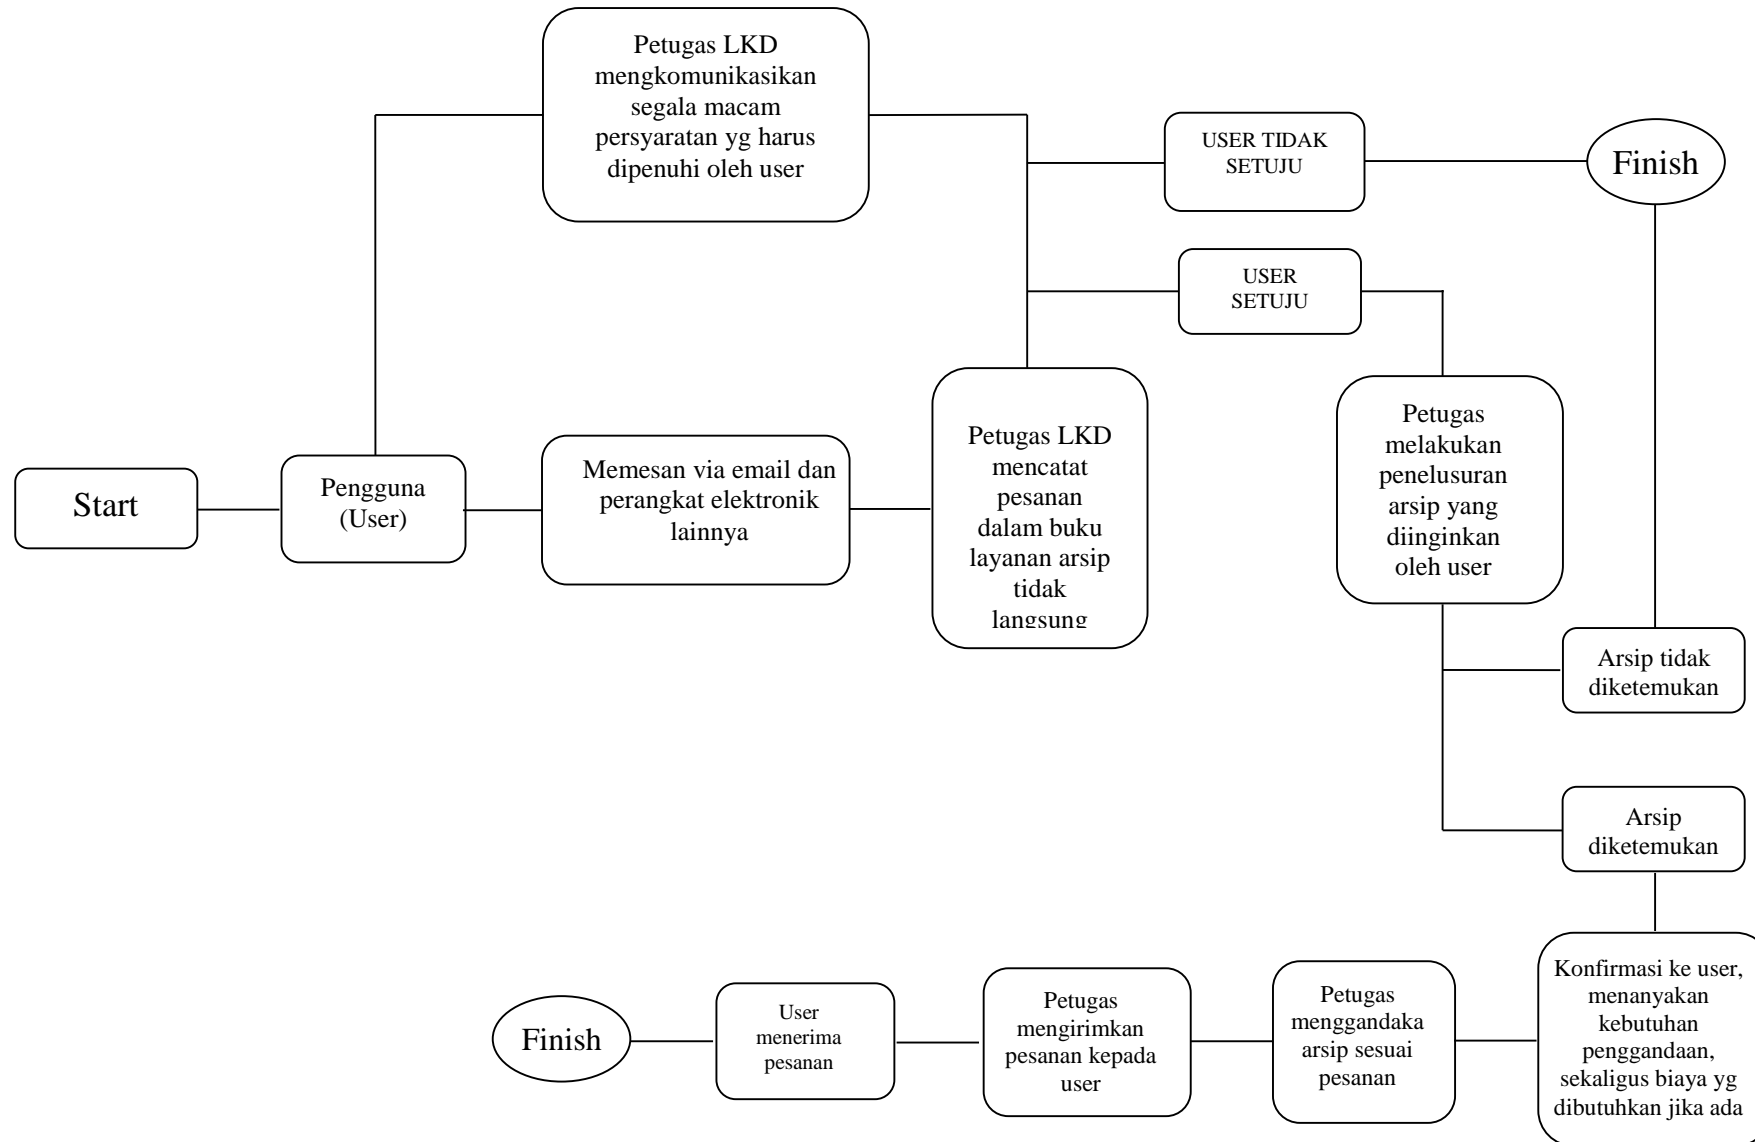 Petugas LKD
mengkomunikasikan
segala macam
persyaratan yg harus
dipenuhi oleh user
USER TIDAK
SETUJU
Finish
USER
SETUJU
Start
Pengguna
(User)
Memesan via email dan
perangkat elektronik
lainnya
Petugas LKD
mencatat
pesanan
dalam buku
layanan arsip
tidak
langsung
Petugas
melakukan
penelusuran
arsip yang
diinginkan
oleh user
Arsip tidak
diketemukan
Arsip
diketemukan
Konfirmasi ke user,
menanyakan
kebutuhan
penggandaan,
sekaligus biaya yg
dibutuhkan jika ada
Petugas
menggandaka
arsip sesuai
pesanan
Petugas
mengirimkan
pesanan kepada
user
User
menerima
pesanan
Finish